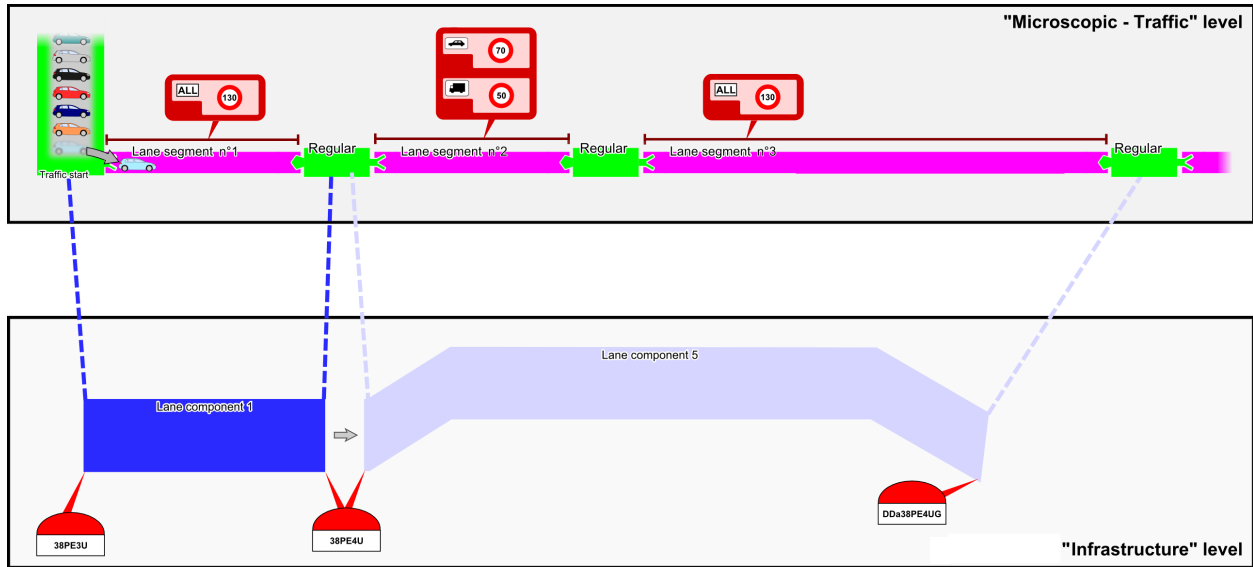 "Microscopic - Traffic" level
70
ALL
130
50
ALL
130
Lane segment n°1
Regular
Lane segment n°2
Regular
Lane segment n°3
Regular
Traffic start
Lane component 5
Lane component 1
DDa38PE4UG
38PE3U
38PE4U
"Infrastructure" level